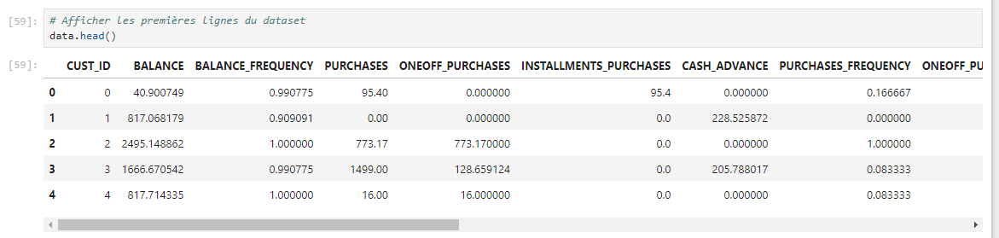 [59]: # Afficher les premières lignes du dataset
data.head()
[59]: CUST_ID BALANCE BALANCE_FREQUENCY PURCHASES ONEOFF_PURCHASES INSTALLMENTS_PURCHASES CASH_ADVANCE PURCHASES_FREQUENCY ONEOFF_PU
0 0 40.900749 0.990775 95.40 0.000000 95.4 0.000000 0.166667
1 1 817.068179 0.909091 0.00 0.000000 0.0 228.525872 0.000000
2 2 2495.148862 1.000000 773.17 773.170000 0.0 0.000000 1.000000
3 3 1666.670542 0.990775 1499.00 128.659124 0.0 205.788017 0.083333
4 4 817.714335 1.000000 16.00 16.000000 0.0 0.000000 0.083333